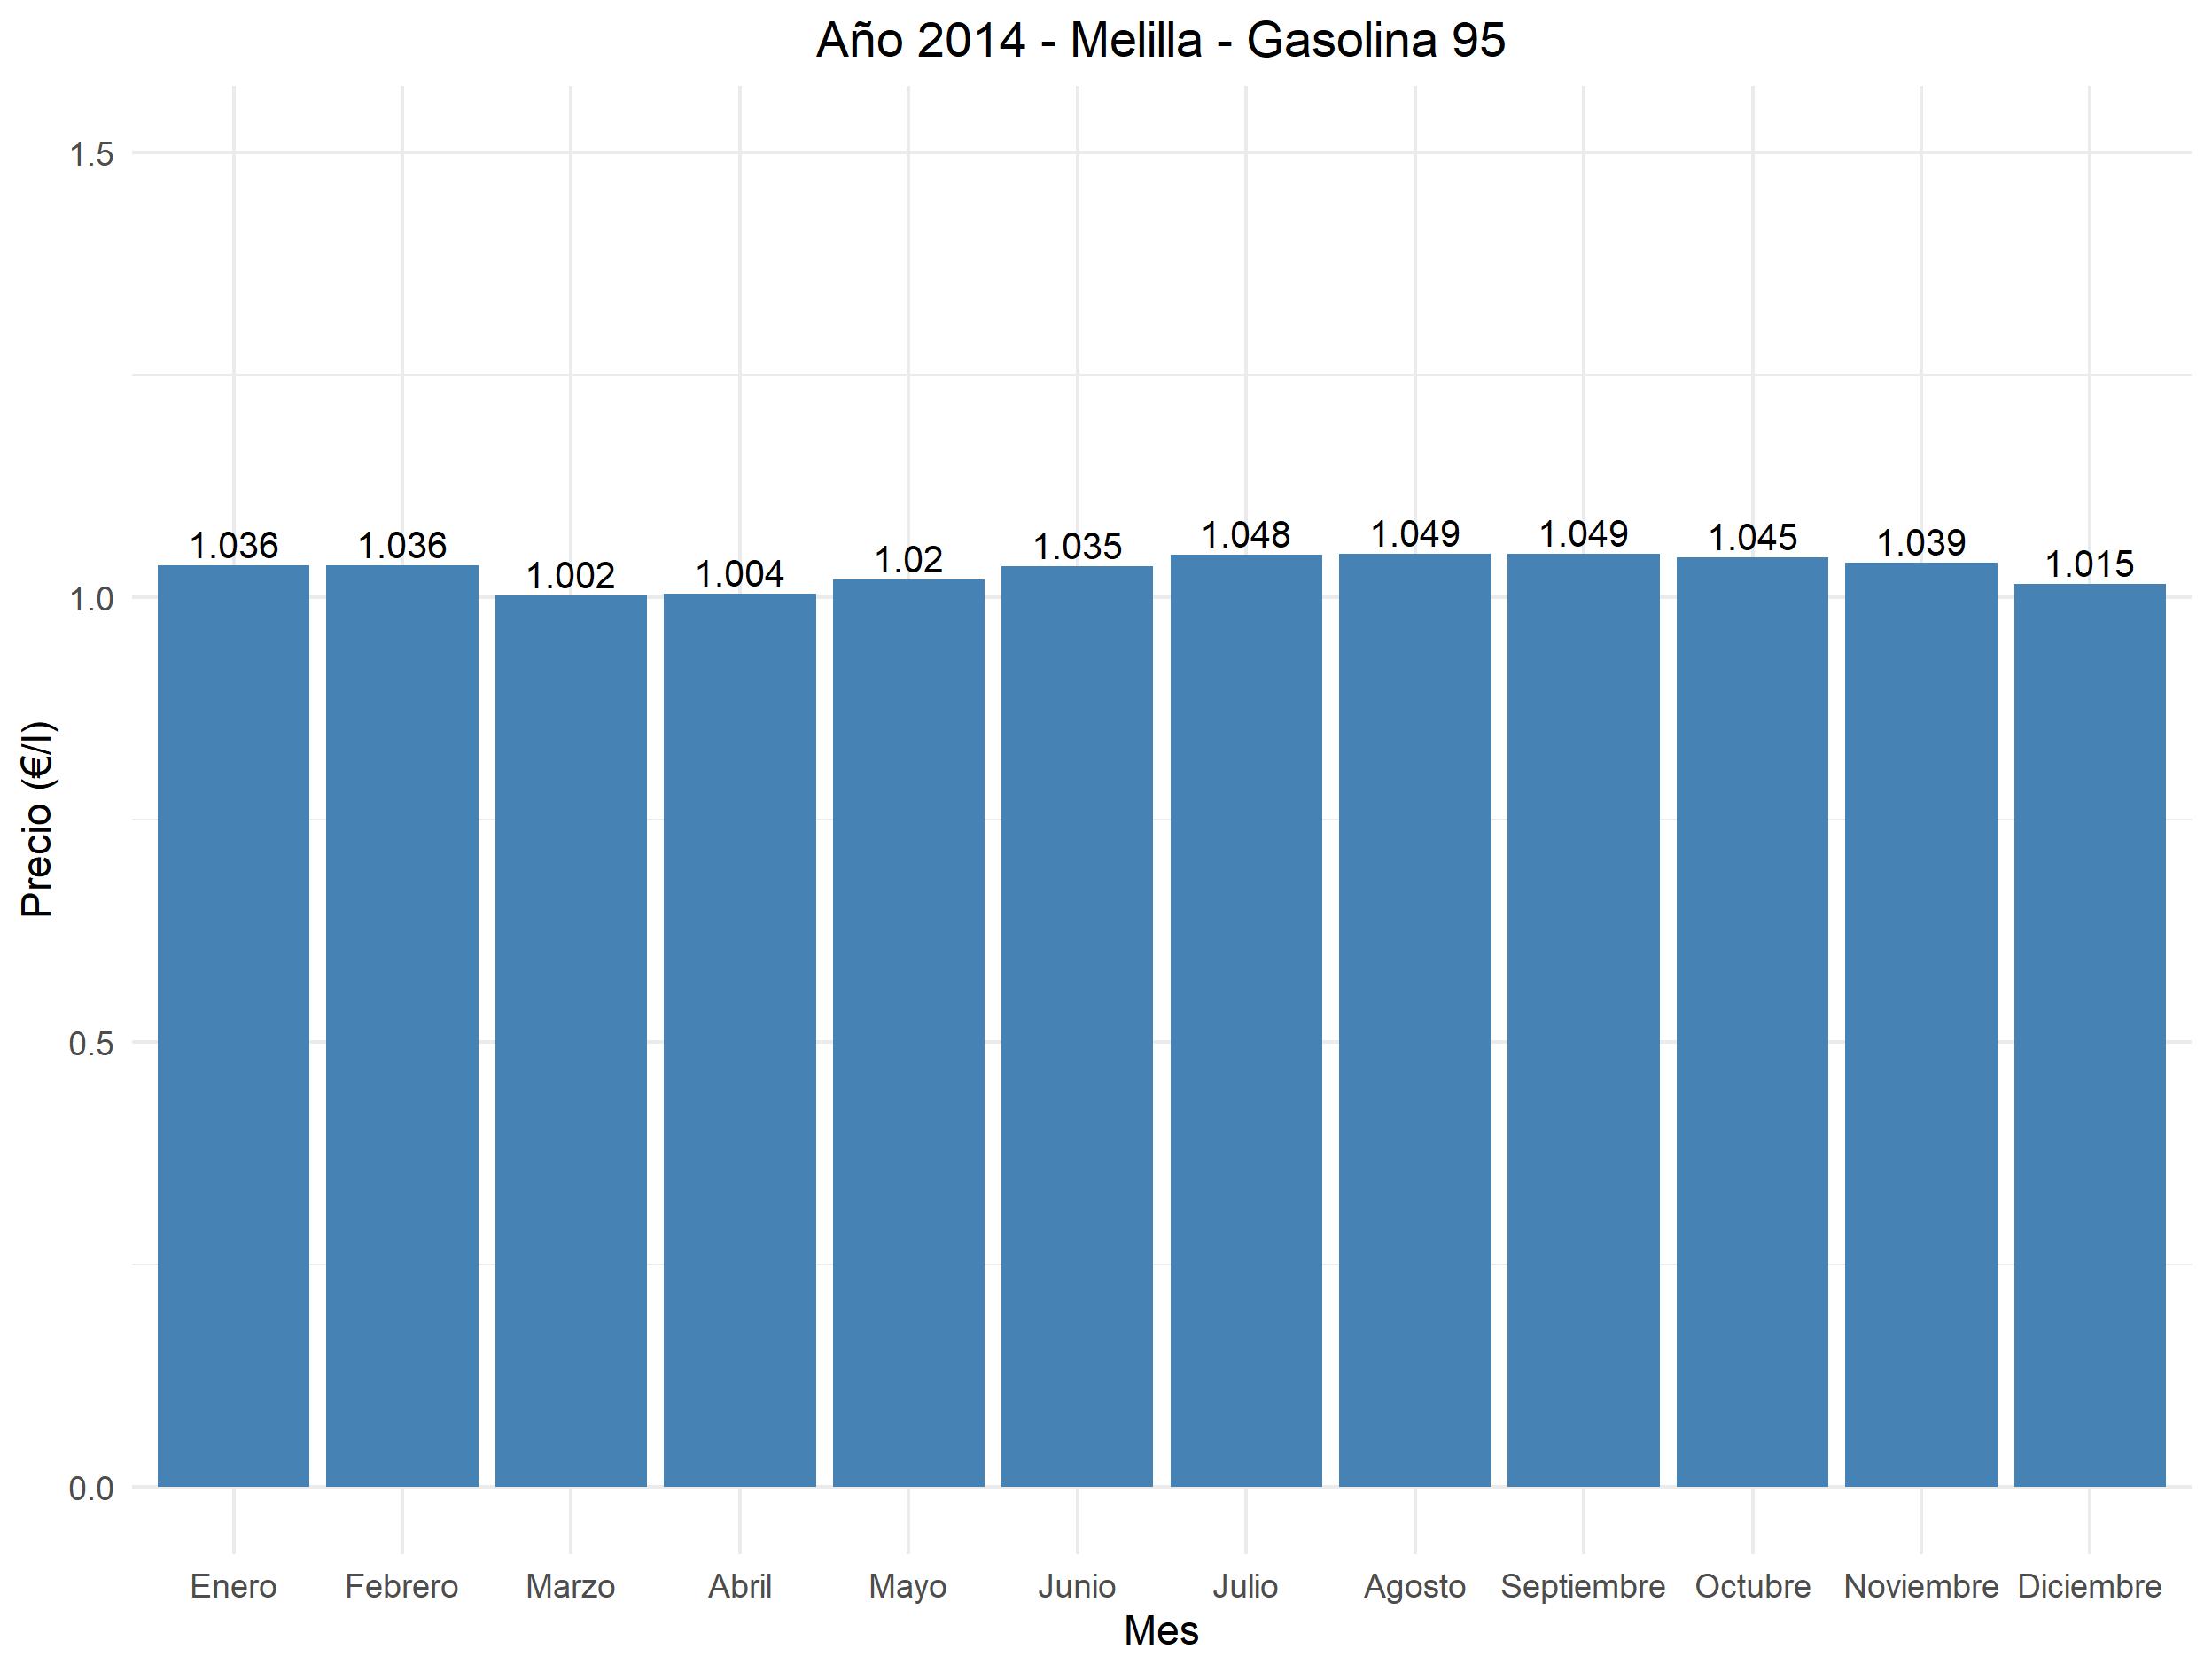 Año 2014 - Melilla - Gasolina 95
Precio (€/l)
1.5
1.0
0.5
0.0
1.036 1.036 1.002 1.004 1.02 1.035 1.048 1.049 1.049 1.045 1.039 1.015
Enero Febrero Marzo Abril Mayo Junio Julio Agosto Septiembre Octubre Noviembre Diciembre
Mes